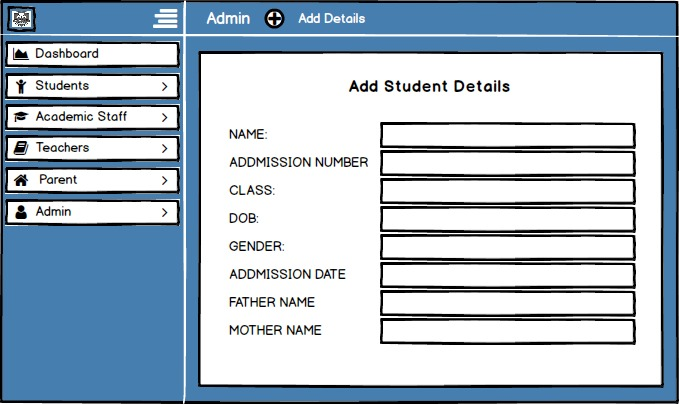 Admin Add Details
Dashboard
Students
Academic Staff
Teachers
Parent
Admin
Add Student Details
NAME:
ADDMISSION NUMBER
CLASS:
DOB:
GENDER:
ADDMISSION DATE
FATHER NAME
MOTHER NAME